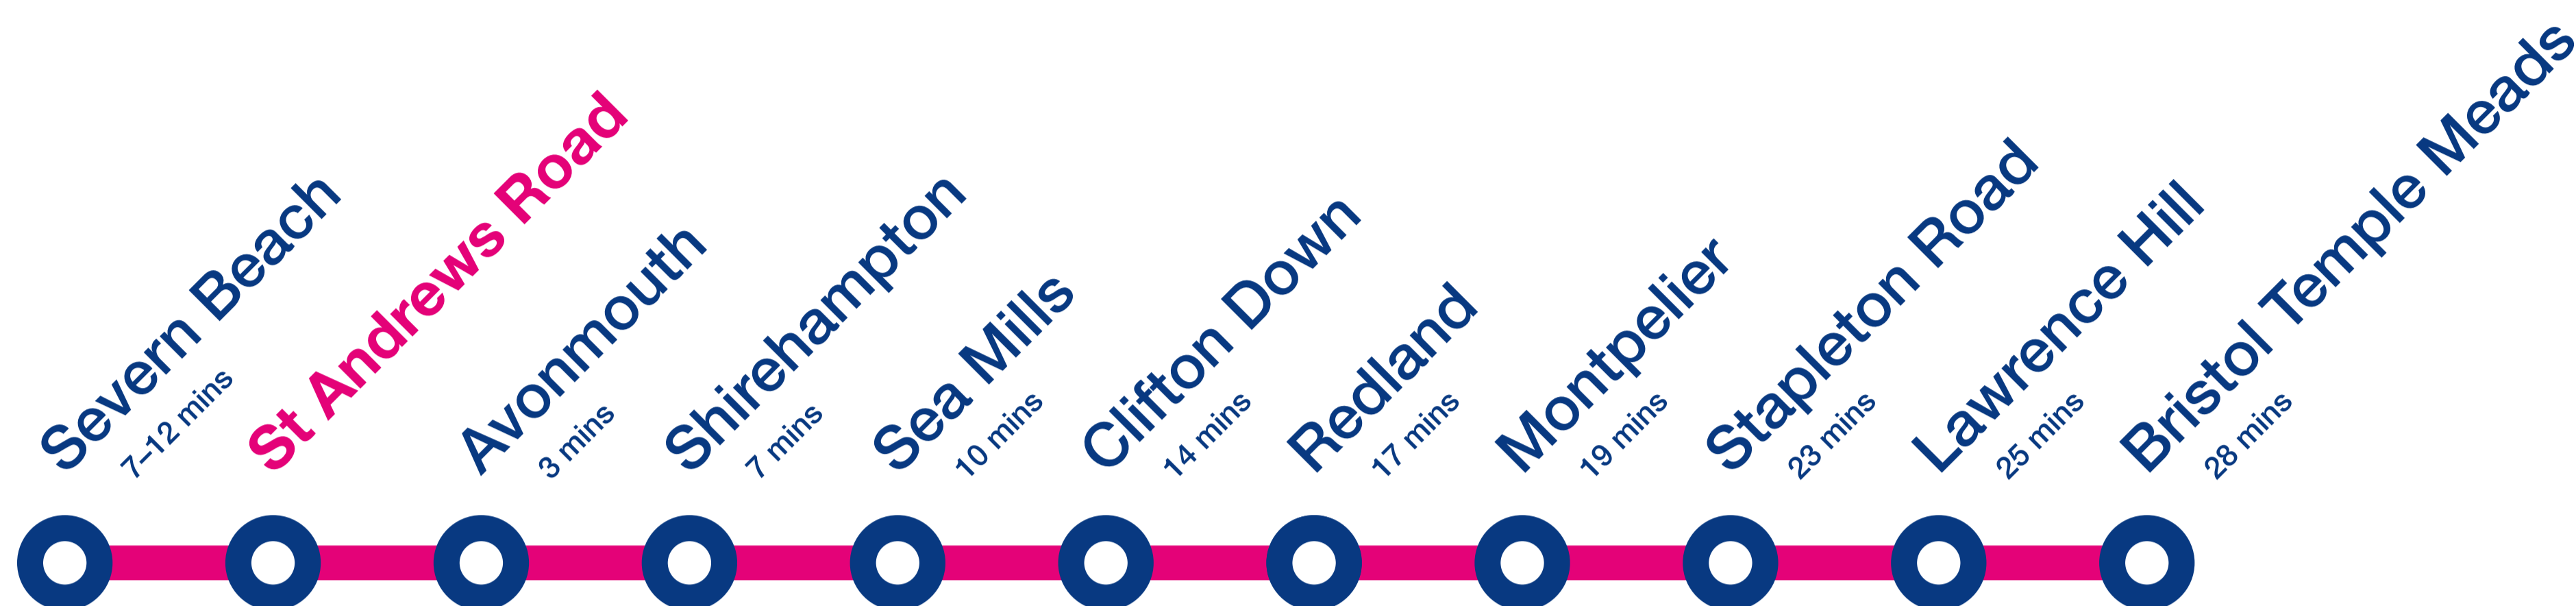 Severn Beach
7–12 mins
St Andrews Road
Avonmouth
3 mins
Shirehampton
7 mins
Sea Mills
10 mins
Clifton Down
14 mins
Redland
17 mins
Montpelier
19 mins
Stapleton Road
23 mins
Lawrence Hill
25 mins
Bristol Temple Meads
28 mins